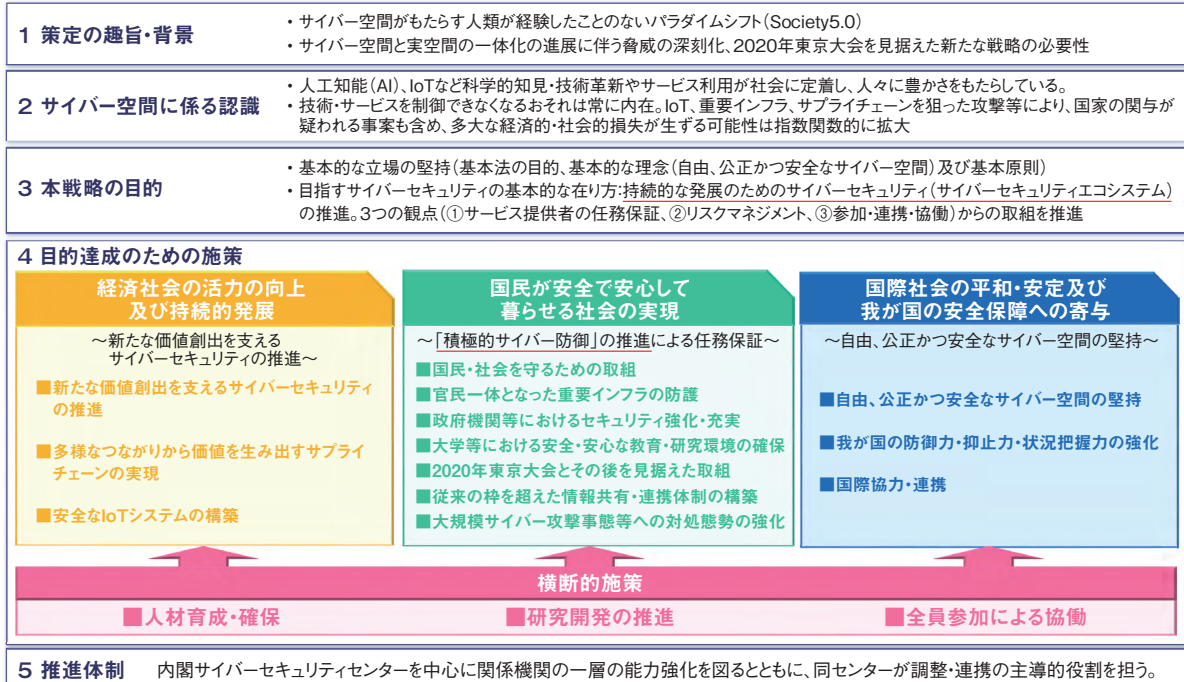 1 策定の趣旨・背景
・サイバー空間がもたらす人類が経験したことのないパラダイムシフト(Society5.0)
・サイバー空間と実空間の一体化の進展に伴う脅威の深刻化、2020年東京大会を見据えた新たな戦略の必要性
2 サイバー空間に係る認識
・人工知能(AI)、IoTなど科学的知見・技術革新やサービス利用が社会に定着し、人々に豊かさをもたらしている。
・技術・サービスを制御できなくなるおそれは常に内在。IoT、重要インフラ、サプライチェーンを狙った攻撃等により、国家の関与が
疑われる事案も含め、多大な経済的・社会的損失が生ずる可能性は指数関数的に拡大
3 本戦略の目的
・基本的な立場の堅持(基本法の目的、基本的な理念(自由、公正かつ安全なサイバー空間)及び基本原則)
・目指すサイバーセキュリティの基本的な在り方:持続的な発展のためのサイバーセキュリティ(サイバーセキュリティエコシステム)
の推進。3つの観点(①サービス提供者の任務保証、②リスクマネジメント、③参加・連携・協働)からの取組を推進
4 目的達成のための施策
経済社会の活力の向上
及び持続的発展
～新たな価値創出を支える
サイバーセキュリティの推進～
■新たな価値創出を支えるサイバーセキュリティ
の推進
■多様なつながりから価値を生み出すサプライ
チェーンの実現
■安全なIoTシステムの構築
国民が安全で安心して
暮らせる社会の実現
～「積極的サイバー防御」の推進による任務保証～
■国民・社会を守るための取組
■官民一体となった重要インフラの防護
■政府機関等におけるセキュリティ強化・充実
■大学等における安全・安心な教育・研究環境の確保
■2020年東京大会とその後を見据えた取組
■従来の枠を超えた情報共有・連携体制の構築
■大規模サイバー攻撃事態等への対処態勢の強化
国際社会の平和・安定及び
我が国の安全保障への寄与
～自由、公正かつ安全なサイバー空間の堅持～
■自由、公正かつ安全なサイバー空間の堅持
■我が国の防御力・抑止力・状況把握力の強化
■国際協力・連携
横断的施策
■人材育成・確保
■研究開発の推進
■全員参加による協働
5 推進体制
内閣サイバーセキュリティセンターを中心に関係機関の一層の能力強化を図るとともに、同センターが調整・連携の主導的役割を担う。